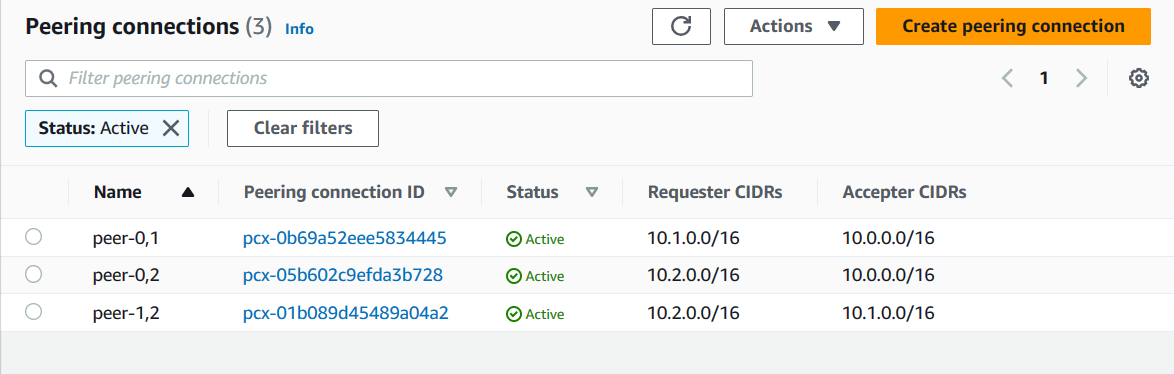 Peering connections (3) Info Actions Create peering connection
Filter peering connections 1
Status: Active Clear filters
Name Peering connection ID Status Requester CIDRs Accepter CIDRs
peer-0,1 pcx-0b69a52eee5834445 Active 10.1.0.0/16 10.0.0.0/16
peer-0,2 pcx-05b602c9efda3b728 Active 10.2.0.0/16 10.0.0.0/16
peer-1,2 pcx-01b089d45489a04a2 Active 10.2.0.0/16 10.1.0.0/16